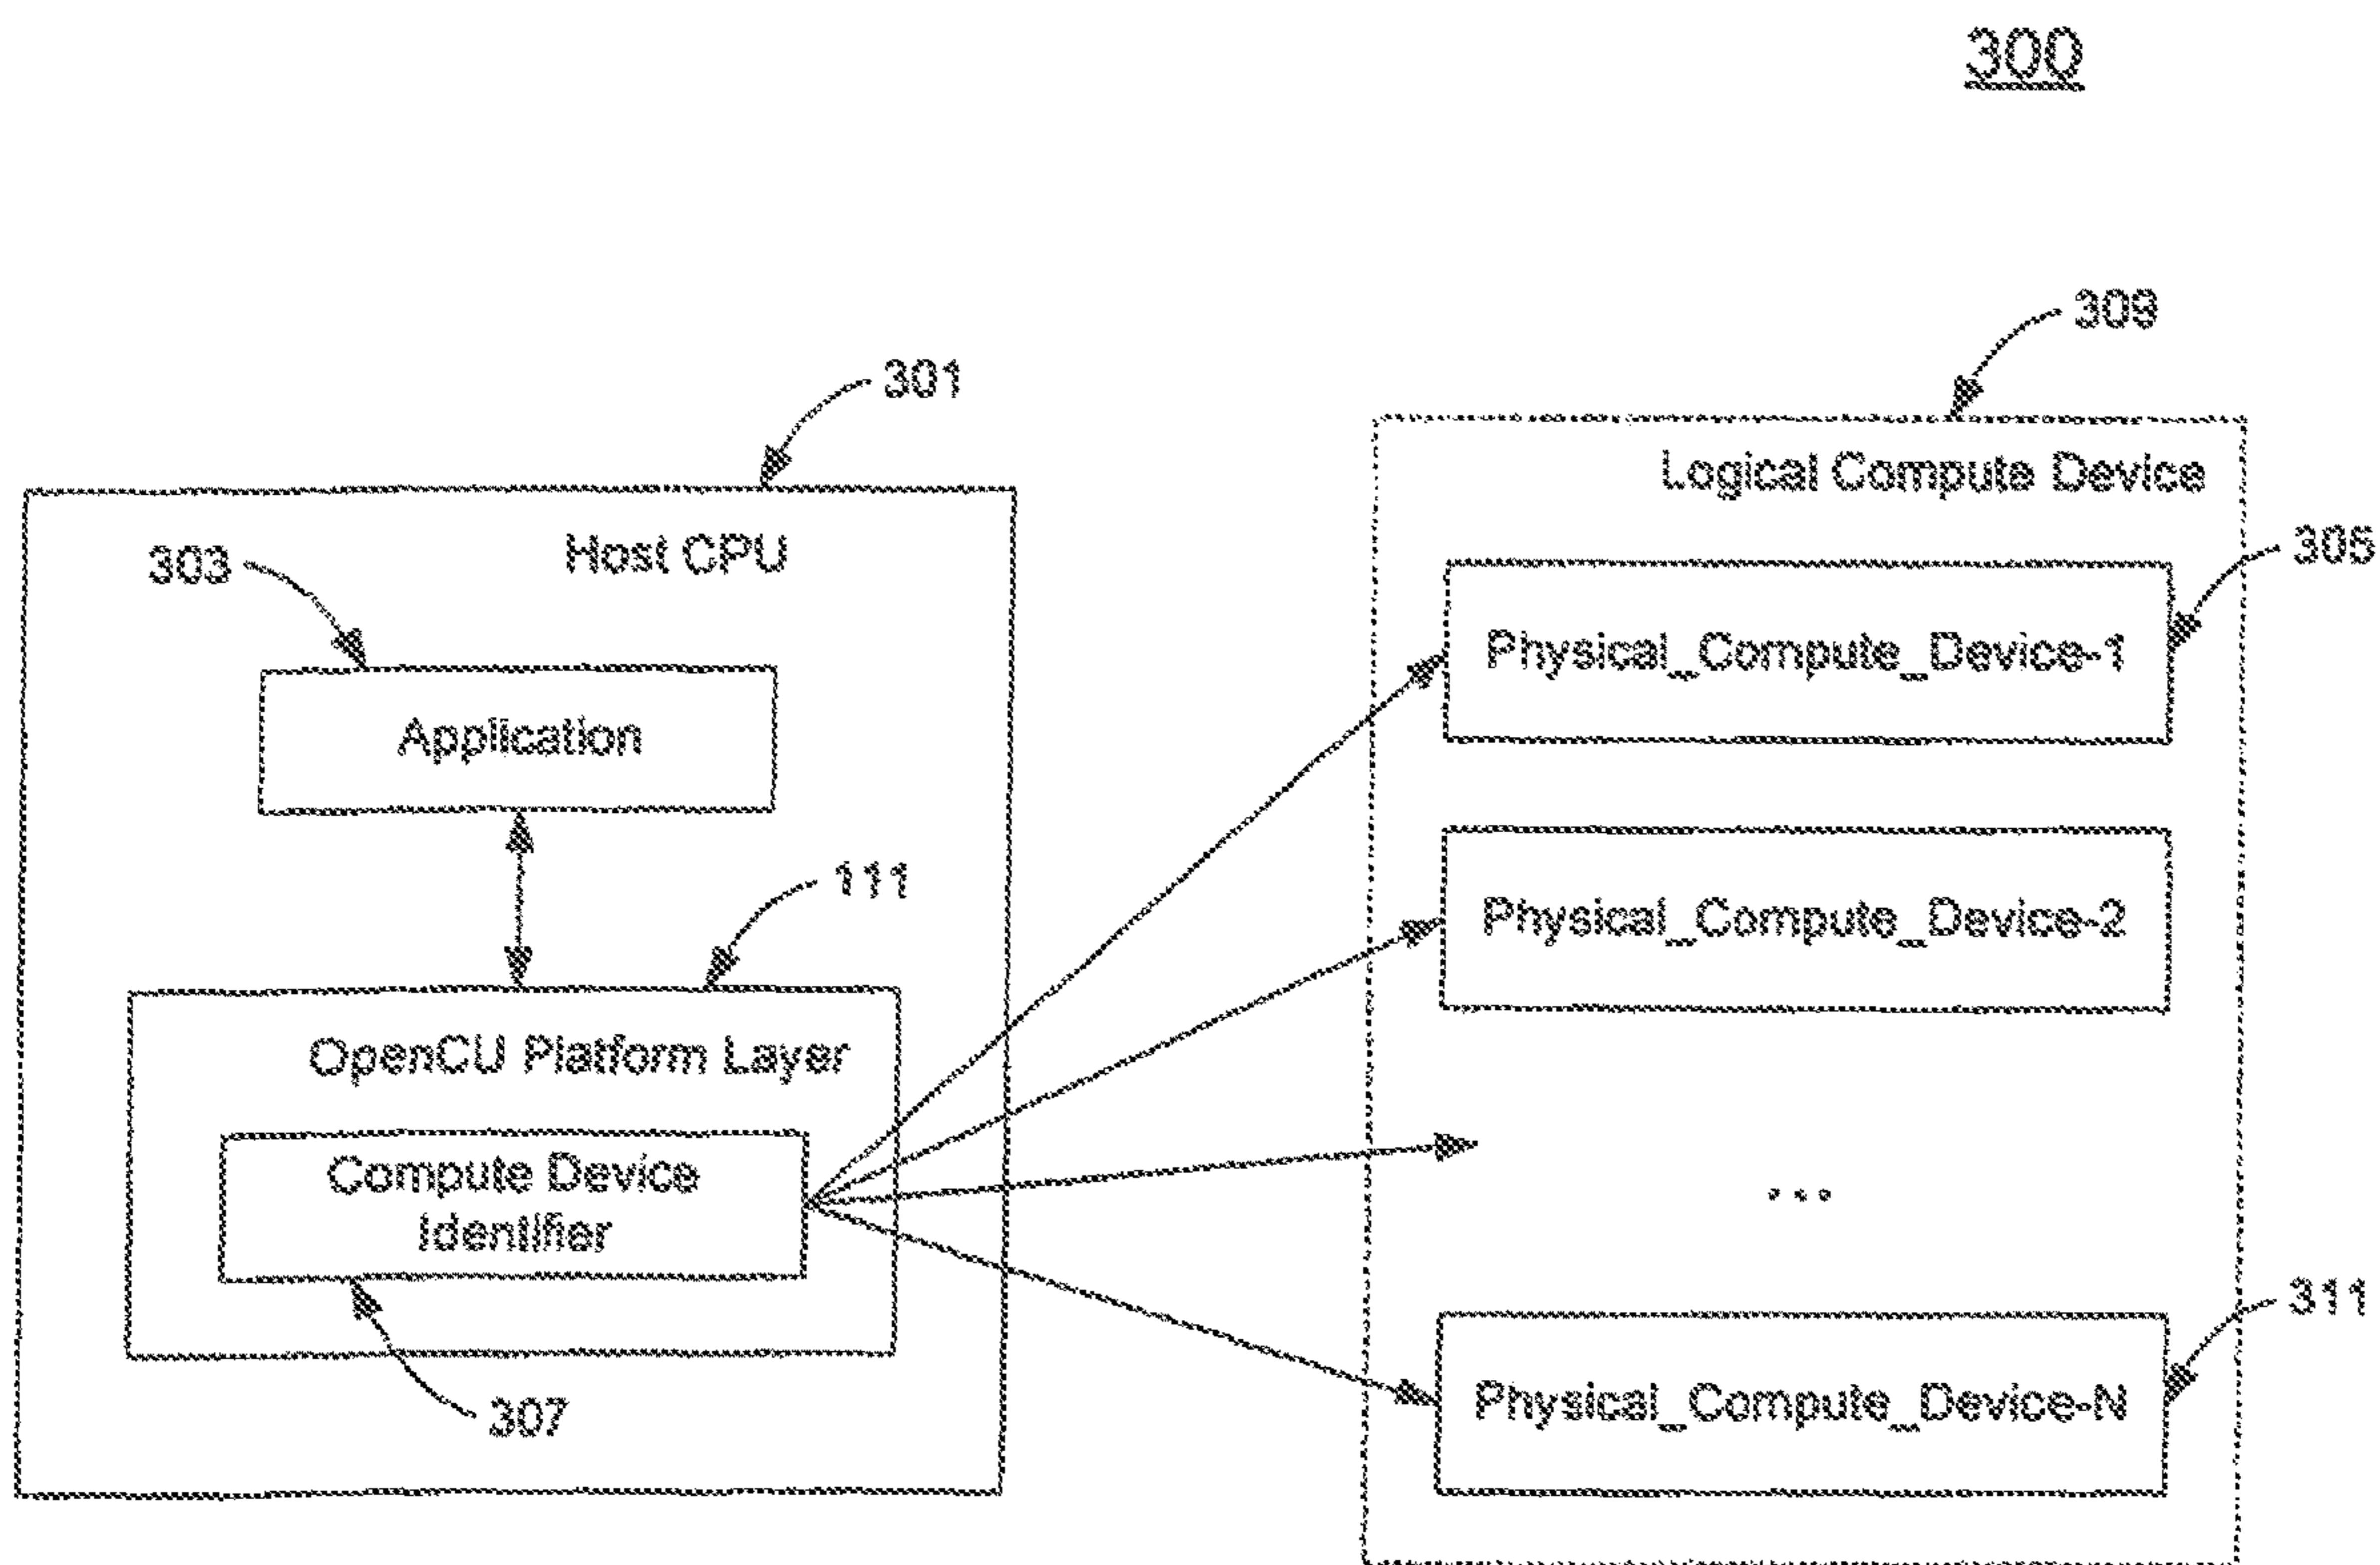 300
309
301
Logical Compute Device
Host CPU
303
305
Physical_Compute_Device-1
Application
111
Physical_Compute_Device-2
OpenCU Platform Layer
Compute Device
Identifier
...
311
Physical_Compute_Device-N
307